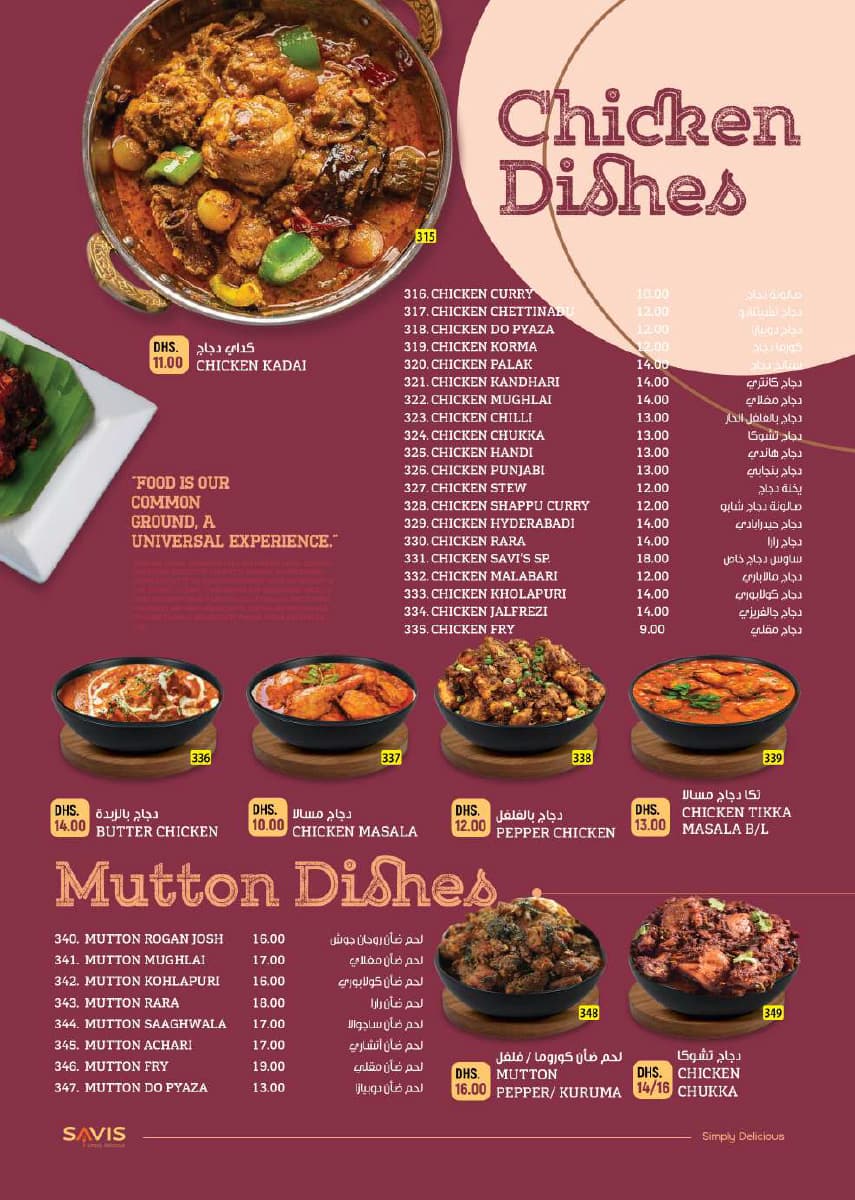 Chicken
Dishes
315
DHS.
11.00
كداي دجاج
CHICKEN KADAI
316. CHICKEN CURRY 10.00 صالونة دجاج
317. CHICKEN CHETTINADU 12.00 دجاج تشيتنادو
318. CHICKEN DO PYAZA 12.00 دجاج دوبيازا
319. CHICKEN KORMA 12.00 كورما دجاج
320. CHICKEN PALAK 14.00 سبانخ دجاج
321. CHICKEN KANDHARI 14.00 دجاج كانتري
322. CHICKEN MUGHLAI 14.00 دجاج مغلاي
323. CHICKEN CHILLI 13.00 دجاج بالفلفل الحار
324. CHICKEN CHUKKA 13.00 دجاج تشوكا
325. CHICKEN HANDI 13.00 دجاج هاندي
326. CHICKEN PUNJABI 13.00 دجاج بنجابي
327. CHICKEN STEW 12.00 يخنة دجاج
328. CHICKEN SHAPPU CURRY 12.00 صالونة دجاج شابو
329. CHICKEN HYDERABADI 14.00 دجاج حيدرابادي
330. CHICKEN RARA 14.00 دجاج رارا
331. CHICKEN SAVI'S SP. 18.00 ساوس دجاج خاص
332. CHICKEN MALABARI 12.00 دجاج مالاباري
333. CHICKEN KHOLAPURI 14.00 دجاج كولابوري
334. CHICKEN JALFREZI 14.00 دجاج جالفريزي
335. CHICKEN FRY 9.00 دجاج مقلي
"FOOD IS OUR
COMMON
GROUND, A
UNIVERSAL EXPERIENCE."
336
337
338
339
DHS.
14.00
دجاج بالزبدة
BUTTER CHICKEN
DHS.
10.00
دجاج مسالا
CHICKEN MASALA
DHS.
12.00
دجاج بالفلفل
PEPPER CHICKEN
DHS.
13.00
تكا دجاج مسالا
CHICKEN TIKKA
MASALA B/L
Mutton Dishes
340. MUTTON ROGAN JOSH 16.00 لحم ضأن روجان جوش
341. MUTTON MUGHLAI 17.00 لحم ضأن مغلاي
342. MUTTON KOHLAPURI 16.00 لحم ضأن كولابوري
343. MUTTON RARA 18.00 لحم ضأن رارا
344. MUTTON SAAGHWALA 17.00 لحم ضأن ساجوالا
345. MUTTON ACHARI 17.00 لحم ضأن أتشاري
346. MUTTON FRY 19.00 لحم ضأن مقلي
347. MUTTON DO PYAZA 13.00 لحم ضأن دوبيازا
348
349
DHS.
16.00
لحم ضأن كوروما / فلفل
MUTTON
PEPPER/ KURUMA
DHS.
14/16
دجاج تشوكا
CHICKEN
CHUKKA
SAVIS
Simply Delicious